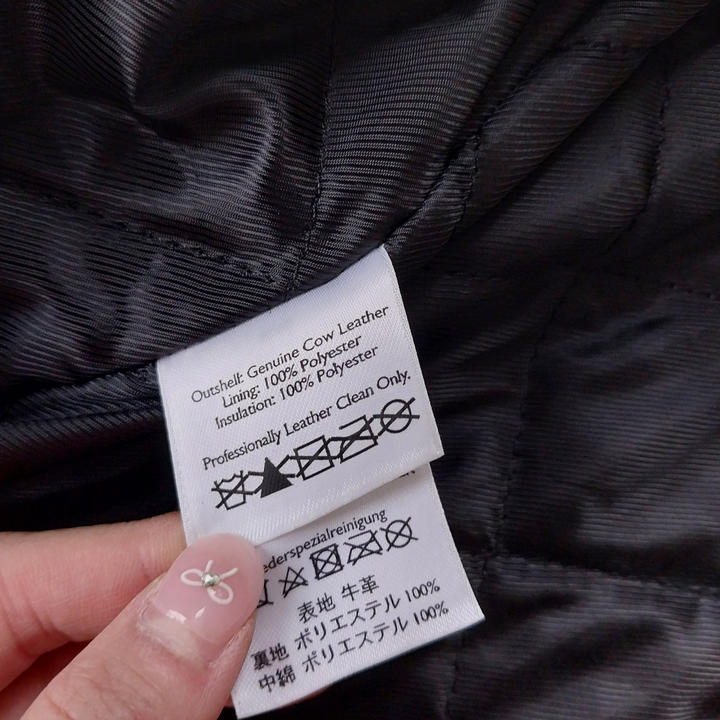 Outshell: Genuine Cow Leather
Lining: 100% Polyester
Insulation: 100% Polyester
Professionally Leather Clean Only.
ederspezialreinigung
表地 牛革
裏地 ポリエステル 100%
中綿 ポリエステル 100%